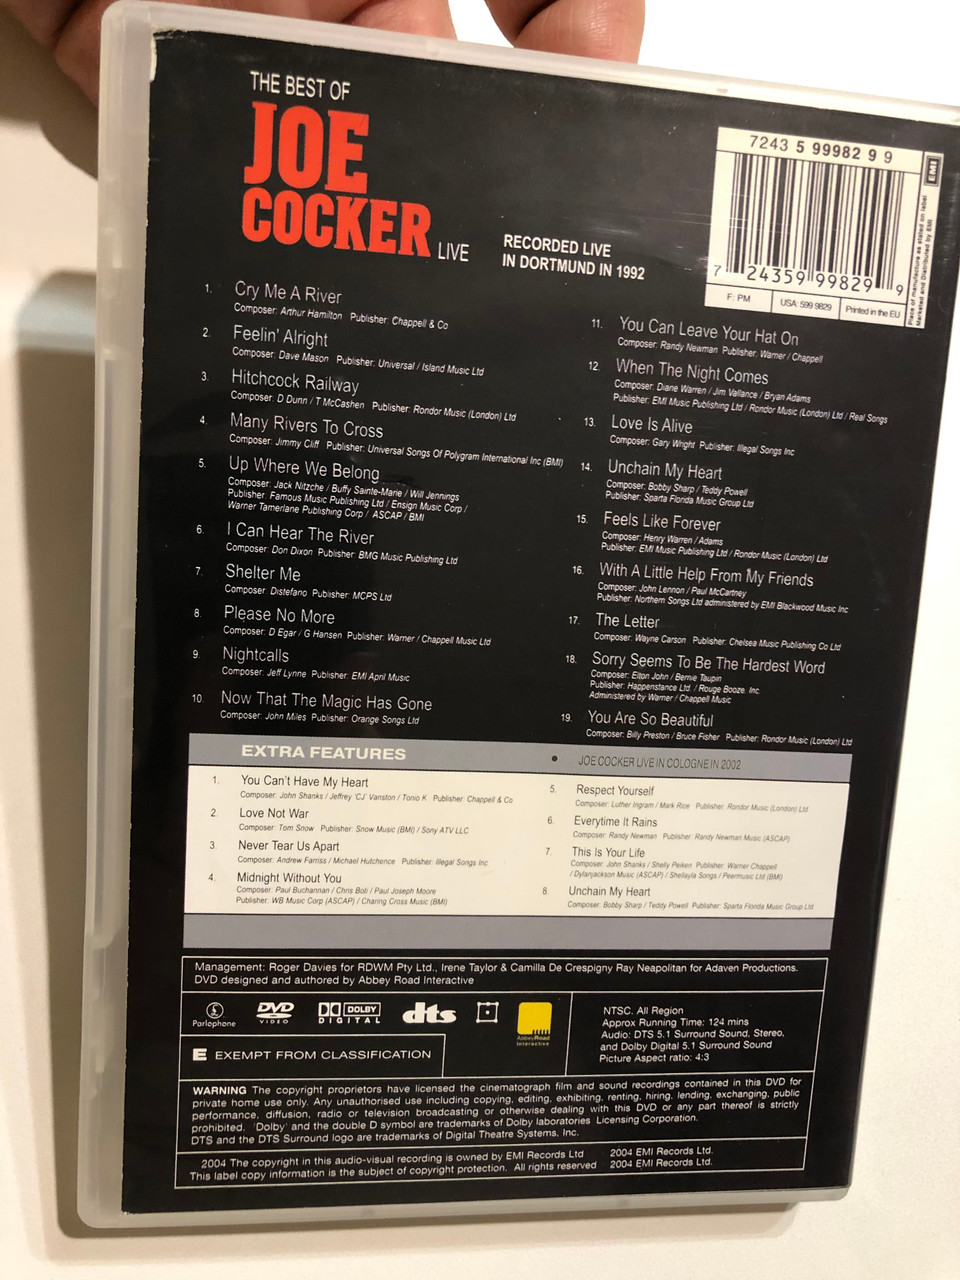 THE BEST OF
JOE
COCKER LIVE
RECORDED LIVE
IN DORTMUND IN 1992
7243 5 99982 9 9
EMI
7 24359 99829 9
F: PM
USA: 599 9829
Printed in the EU
Place of manufacture as stated on label
Marketed and Distributed by EMI
1. Cry Me A River
Composer: Arthur Hamilton Publisher: Chappell & Co
2. Feelin' Alright
Composer: Dave Mason Publisher: Universal / Island Music Ltd
3. Hitchcock Railway
Composer: D Dunn / T McCashen Publisher: Rondor Music (London) Ltd
4. Many Rivers To Cross
Composer: Jimmy Cliff Publisher: Universal Songs Of Polygram International Inc (BMI)
5. Up Where We Belong
Composer: Jack Nitzche / Buffy Sainte-Marie / Will Jennings
Publisher: Famous Music Publishing Ltd / Ensign Music Corp /
Warner Tamerlane Publishing Corp / ASCAP / BMI
6. I Can Hear The River
Composer: Don Dixon Publisher: BMG Music Publishing Ltd
7. Shelter Me
Composer: Distefano Publisher: MCPS Ltd
8. Please No More
Composer: D Egar / G Hansen Publisher: Warner / Chappell Music Ltd
9. Nightcalls
Composer: Jeff Lynne Publisher: EMI April Music
10. Now That The Magic Has Gone
Composer: John Miles Publisher: Orange Songs Ltd
11. You Can Leave Your Hat On
Composer: Randy Newman Publisher: Warner / Chappell
12. When The Night Comes
Composer: Diane Warren / Jim Vallance / Bryan Adams
Publisher: EMI Music Publishing Ltd / Rondor Music (London) Ltd / Real Songs
13. Love Is Alive
Composer: Gary Wright Publisher: Illegal Songs Inc
14. Unchain My Heart
Composer: Bobby Sharp / Teddy Powell
Publisher: Sparta Florida Music Group Ltd
15. Feels Like Forever
Composer: Henry Warren / Adams
Publisher: EMI Music Publishing Ltd / Rondor Music (London) Ltd
16. With A Little Help From My Friends
Composer: John Lennon / Paul McCartney
Publisher: Northern Songs Ltd administered by EMI Blackwood Music Inc
17. The Letter
Composer: Wayne Carson Publisher: Chelsea Music Publishing Co Ltd
18. Sorry Seems To Be The Hardest Word
Composer: Elton John / Bernie Taupin
Publisher: Happenstance Ltd. / Rouge Booze. Inc.
Administered by Warner / Chappell Music
19. You Are So Beautiful
Composer: Billy Preston / Bruce Fisher Publisher: Rondor Music (London) Ltd
EXTRA FEATURES • JOE COCKER LIVE IN COLOGNE IN 2002
1. You Can't Have My Heart
Composer: John Shanks / Jeffrey 'CJ' Vanston / Tonio K Publisher: Chappell & Co
2. Love Not War
Composer: Tom Snow Publisher: Snow Music (BMI) / Sony ATV LLC
3. Never Tear Us Apart
Composer: Andrew Farriss / Michael Hutchence Publisher: Illegal Songs Inc
4. Midnight Without You
Composer: Paul Buchannan / Chris Botti / Paul Joseph Moore
Publisher: WB Music Corp (ASCAP) / Charing Cross Music (BMI)
5. Respect Yourself
Composer: Luther Ingram / Mark Rice Publisher: Rondor Music (London) Ltd
6. Everytime It Rains
Composer: Randy Newman Publisher: Randy Newman Music (ASCAP)
7. This Is Your Life
Composer: John Shanks / Shelly Peiken Publisher: Warner Chappell
/ Dylanjackson Music (ASCAP) / Shellayla Songs / Peermusic Ltd (BMI)
8. Unchain My Heart
Composer: Bobby Sharp / Teddy Powell Publisher: Sparta Florida Music Group Ltd
Management: Roger Davies for RDWM Pty Ltd., Irene Taylor & Camilla De Crespigny Ray Neapolitan for Adaven Productions.
DVD designed and authored by Abbey Road Interactive
£
Parlophone
DVD
VIDEO
DOLBY
DIGITAL
dts
AbbeyRoad
Interactive
E EXEMPT FROM CLASSIFICATION
NTSC. All Region
Approx Running Time: 124 mins
Audio: DTS 5.1 Surround Sound, Stereo,
and Dolby Digital 5.1 Surround Sound
Picture Aspect ratio: 4:3
WARNING The copyright proprietors have licensed the cinematograph film and sound recordings contained in this DVD for
private home use only. Any unauthorised use including copying, editing, exhibiting, renting, hiring, lending, exchanging, public
performance, diffusion, radio or television broadcasting or otherwise dealing with this DVD or any part thereof is strictly
prohibited. 'Dolby' and the double D symbol are trademarks of Dolby laboratories Licensing Corporation.
DTS and the DTS Surround logo are trademarks of Digital Theatre Systems, Inc.
2004 The copyright in this audio-visual recording is owned by EMI Records Ltd
This label copy information is the subject of copyright protection. All rights reserved
2004 EMI Records Ltd.
2004 EMI Records Ltd.